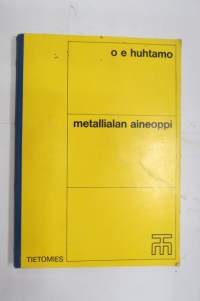 o e huhtamo
metallialan aineoppi
TIETOMIES